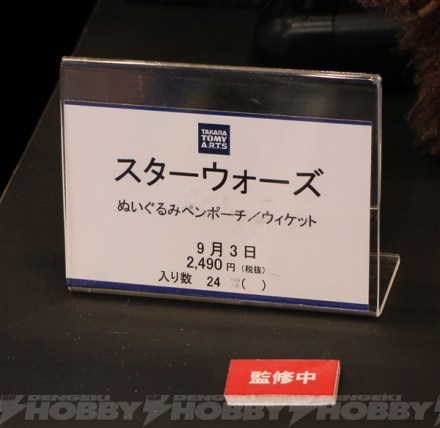 TAKARA
TOMY
A.R.T.S
スターウォーズ
ぬいぐるみペンポーチ／ウィケット
9月3日
2,490円（税抜）
入り数 24 ( )
監修中
DENGEKI
HOBBY
DENGEKI
HOBBY